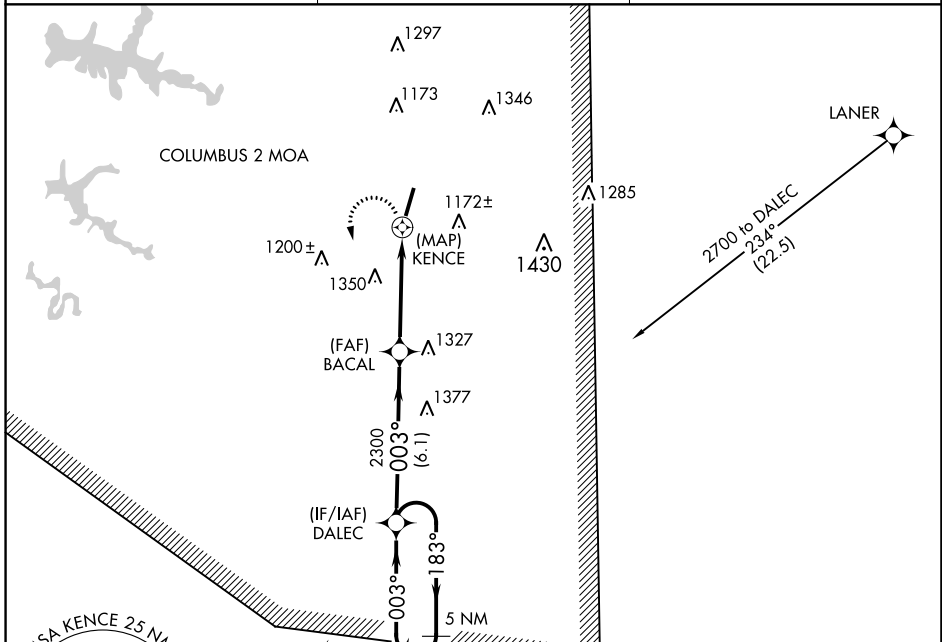 1297
1173
1346
LANER
COLUMBUS 2 MOA
1285
1172±
2700 to DALEC
234°
(22.5)
1200±
(MAP)
KENCE
1430
1350
(FAF)
BACAL
1327
1377
2300
003°
(6.1)
(IF/IAF)
DALEC
183°
003°
5 NM
KENCE 25